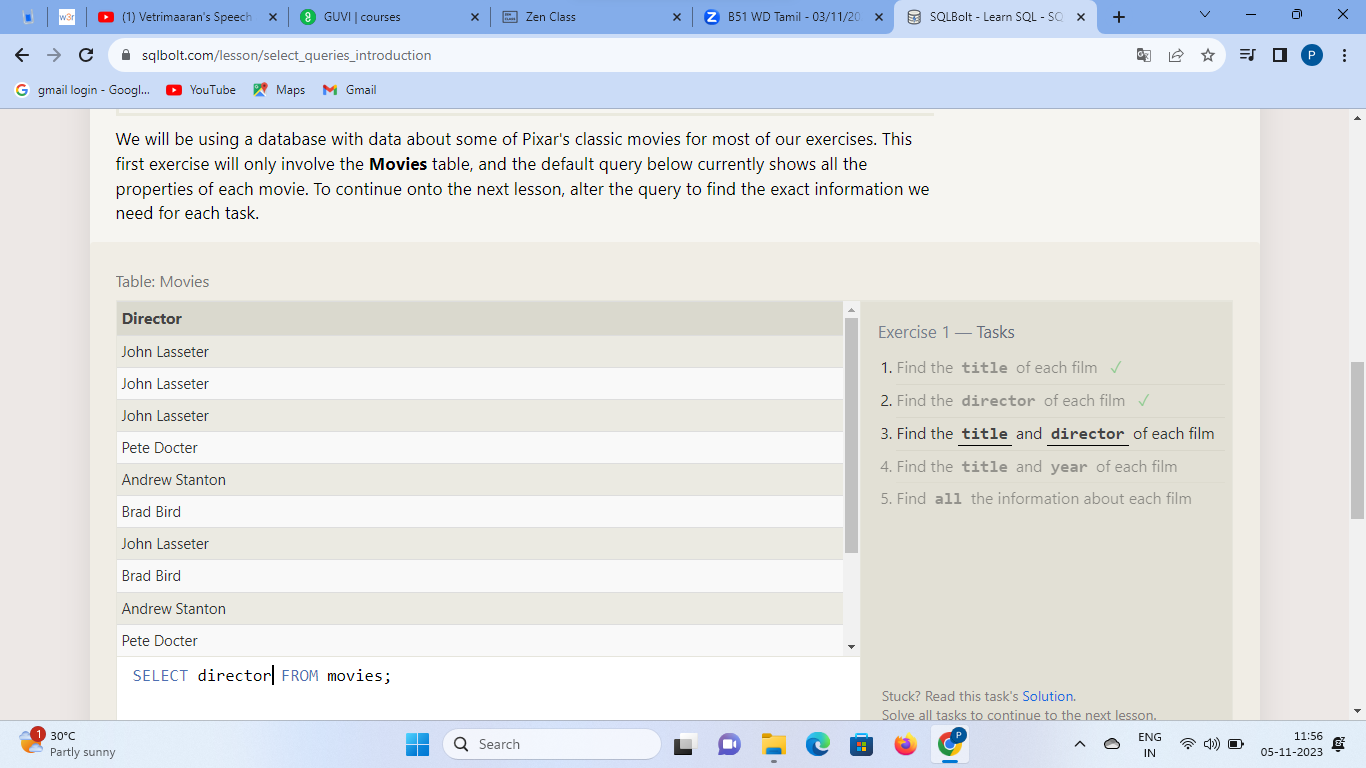 w3r
(1) Vetrimaaran's Speech
GUVI | courses
Zen Class
B51 WD Tamil - 03/11/20
SQLBolt - Learn SQL - SQ
sqlbolt.com/lesson/select_queries_introduction
P
gmail login - Googl...
YouTube
Maps
Gmail
We will be using a database with data about some of Pixar's classic movies for most of our exercises. This
first exercise will only involve the Movies table, and the default query below currently shows all the
properties of each movie. To continue onto the next lesson, alter the query to find the exact information we
need for each task.
Table: Movies
Director
John Lasseter
John Lasseter
John Lasseter
Pete Docter
Andrew Stanton
Brad Bird
John Lasseter
Brad Bird
Andrew Stanton
Pete Docter
SELECT director FROM movies;
Exercise 1 — Tasks
1. Find the title of each film ✓
2. Find the director of each film ✓
3. Find the title and director of each film
4. Find the title and year of each film
5. Find all the information about each film
Stuck? Read this task's Solution.
Solve all tasks to continue to the next lesson.
1
30°C
Partly sunny
Search
P
ENG
IN
11:56
05-11-2023